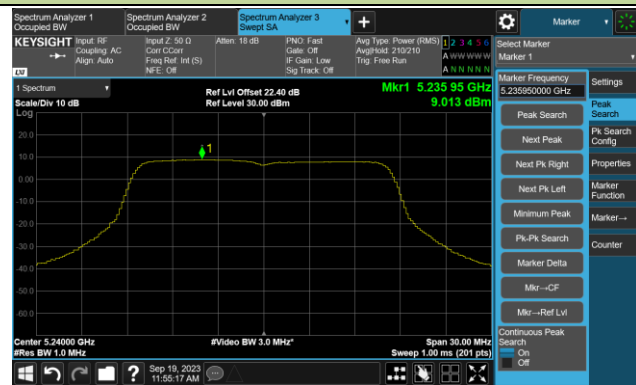 Spectrum Analyzer 1
Occupied BW
Spectrum Analyzer 2
Occupied BW
Spectrum Analyzer 3
Swept SA
Marker
KEYSIGHT
Input: RF
Coupling: AC
Align: Auto
Input Z: 50 Ω
Corr CCorr
Freq Ref: Int (S)
NFE: Off
Atten: 18 dB
PNO: Fast
Gate: Off
IF Gain: Low
Sig Track: Off
Avg Type: Power (RMS)
Avg|Hold: 210/210
Trig: Free Run
1 2 3 4 5 6
A W W W W W
A N N N N N
LXI
Select Marker
Marker 1
1 Spectrum
Scale/Div 10 dB
Log
Ref Lvl Offset 22.40 dB
Ref Level 30.00 dBm
Mkr1 5.235 95 GHz
9.013 dBm
1
20.0
10.0
0.00
-10.0
-20.0
-30.0
-40.0
-50.0
-60.0
Center 5.24000 GHz
#Res BW 1.0 MHz
#Video BW 3.0 MHz*
Span 30.00 MHz
Sweep 1.00 ms (201 pts)
Marker Frequency
5.235950000 GHz
Peak Search
Next Peak
Next Pk Right
Next Pk Left
Minimum Peak
Pk-Pk Search
Marker Delta
Mkr→CF
Mkr→Ref Lvl
Continuous Peak
Search
On
Off
Settings
Peak
Search
Pk Search
Config
Properties
Marker
Function
Marker→
Counter
Sep 19, 2023
11:55:17 AM